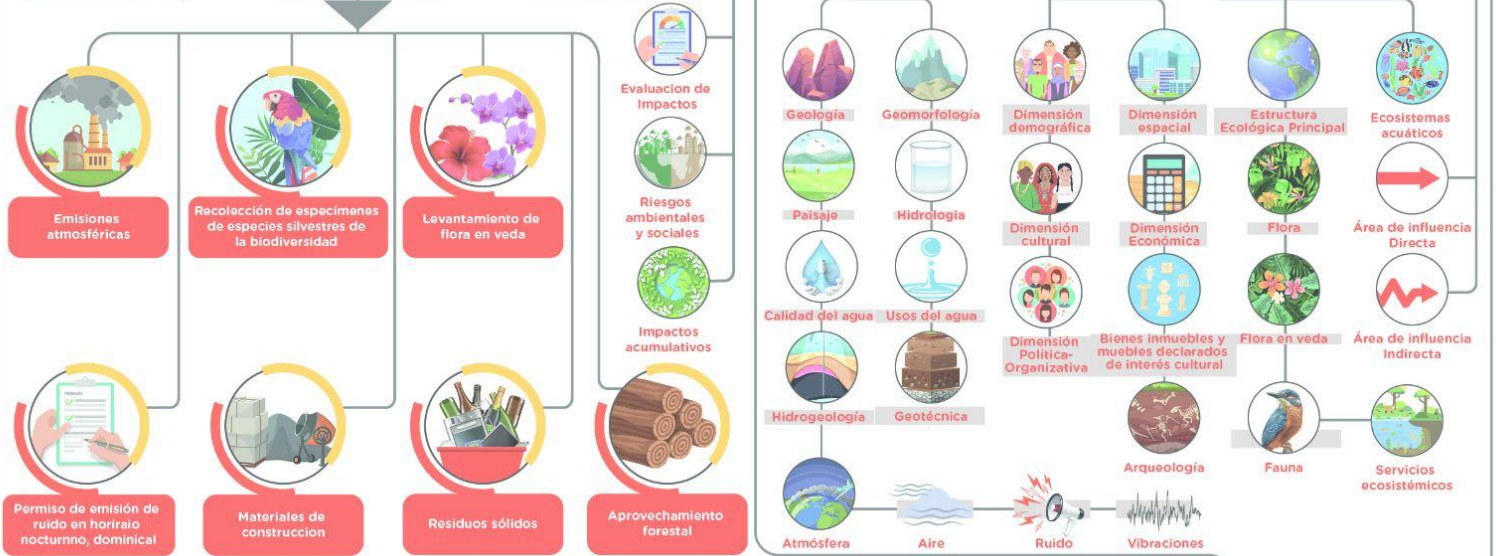 Emisiones
atmosféricas
Recolección de especímenes
de especies silvestres de
la biodiversidad
Levantamiento de
flora en veda
Permiso de emisión de
ruido en horiraio
nocturnno, dominical
Materiales de
construccion
Residuos sólidos
Aprovechamiento
forestal
Evaluacion de
Impactos
Riesgos
ambientales
y sociales
Impactos
acumulativos
Geología
Geomorfología
Paisaje
Hidrologia
Calidad del agua
Usos del agua
Hidrogeología
Geotécnica
Dimensión
demográfica
Dimensión
espacial
Dimensión
cultural
Dimensión
Económica
Dimensión
Política-
Organizativa
Bienes inmuebles y
muebles declarados
de interés cultural
Arqueología
Estructura
Ecológica Principal
Ecosistemas
acuáticos
Flora
Flora en veda
Fauna
Servicios
ecosistémicos
Área de influencia
Directa
Área de influencia
Indirecta
Atmósfera
Aire
Ruido
Vibraciones